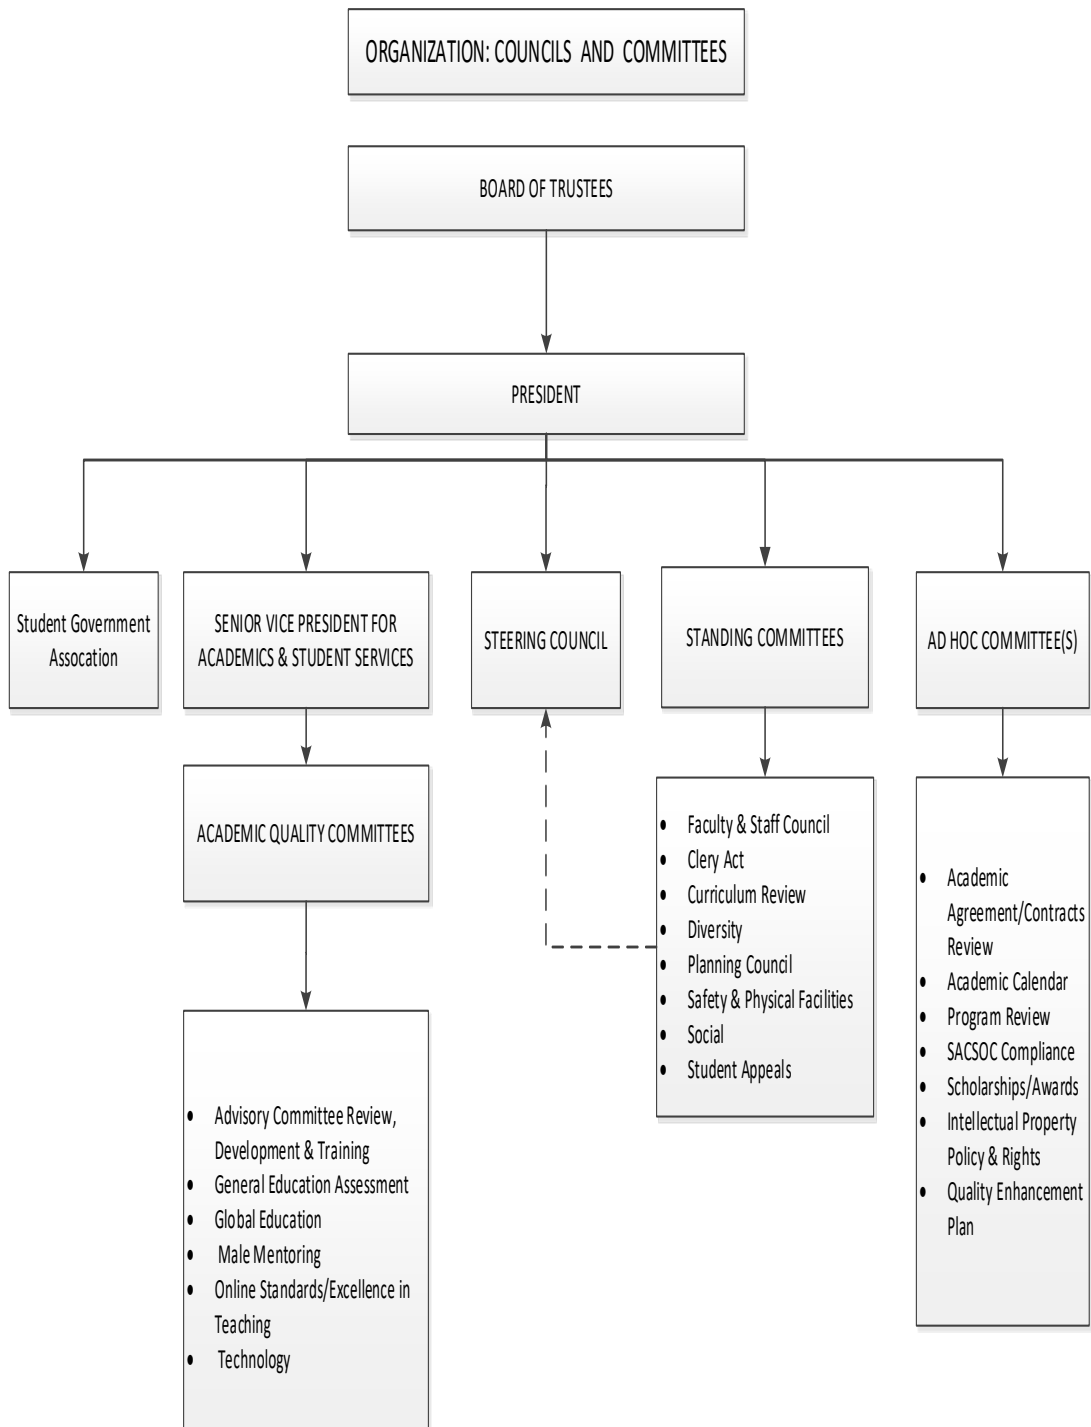 ORGANIZATION: COUNCILS AND COMMITTEES
BOARD OF TRUSTEES
PRESIDENT
Student Government
Assocation
SENIOR VICE PRESIDENT FOR
ACADEMICS & STUDENT SERVICES
STEERING COUNCIL
STANDING COMMITTEES
AD HOC COMMITTEE(S)
ACADEMIC QUALITY COMMITTEES
• Advisory Committee Review,
Development & Training
• General Education Assessment
• Global Education
• Male Mentoring
• Online Standards/Excellence in
Teaching
• Technology
• Faculty & Staff Council
• Clery Act
• Curriculum Review
• Diversity
• Planning Council
• Safety & Physical Facilities
• Social
• Student Appeals
• Academic
Agreement/Contracts
Review
• Academic Calendar
• Program Review
• SACSOC Compliance
• Scholarships/Awards
• Intellectual Property
Policy & Rights
• Quality Enhancement
Plan